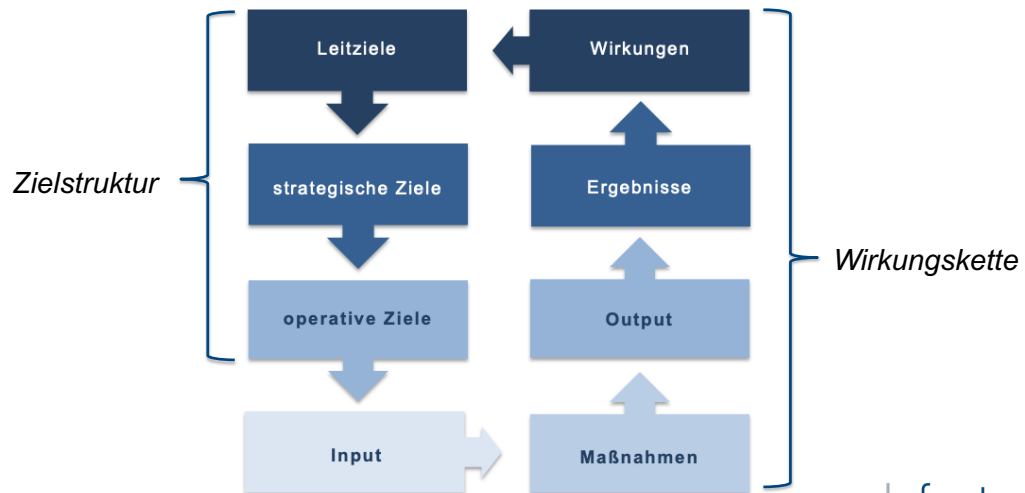 Leitziele
Wirkungen
Zielstruktur
strategische Ziele
Ergebnisse
Wirkungskette
operative Ziele
Output
Input
Maßnahmen